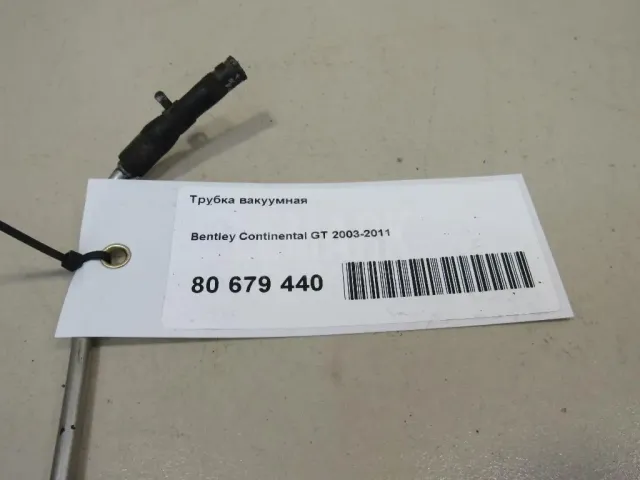 Трубка вакуумная
Bentley Continental GT 2003-2011
80 679 440